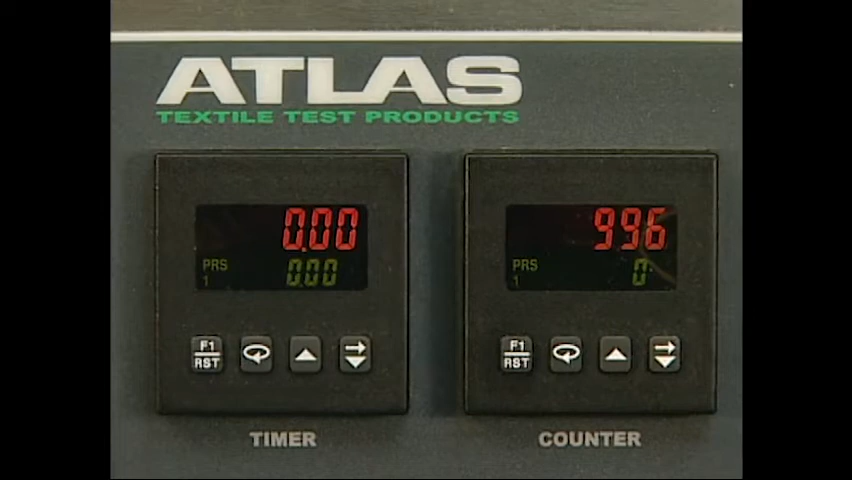 ATLAS
TEXTILE TEST PRODUCTS
0.00 996
PRS 0.00 PRS 0
1 1
F1 RST F1 RST
TIMER COUNTER